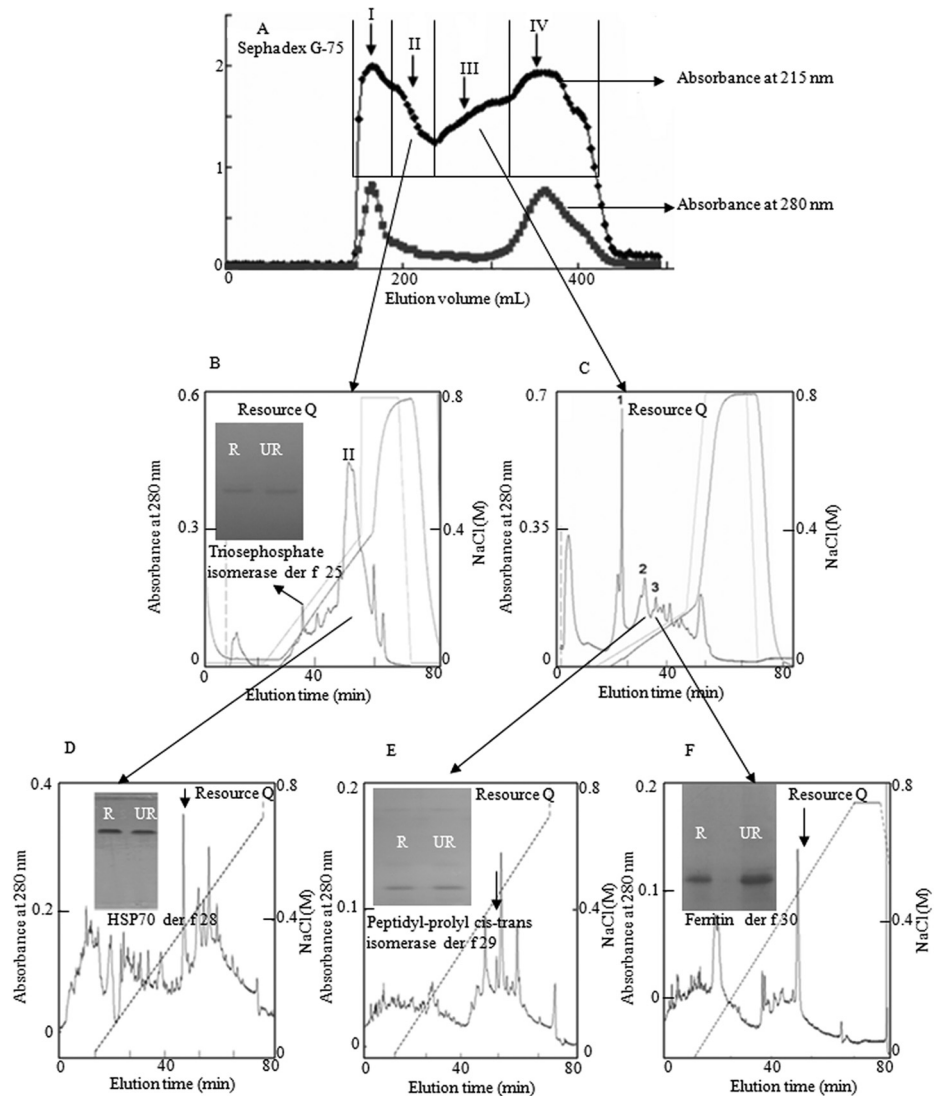 A
Sephadex G-75
I
II
III
IV
2
1
0
Absorbance at 215 nm
Absorbance at 280 nm
200
400
Elution volume (mL)
B
0.6
0.3
0
Absorbance at 280 nm
Resource Q
R UR
II
Triosephosphate
isomerase der f 25
0.8
0.4
0
NaCl(M)
0 40 60 80
Elution time (min)
C
0.7
0.35
0
Absorbance at 280 nm
Resource Q
1
2
3
0.8
0.4
0
NaCl(M)
0 20 40 60 80
Elution time (min)
D
0.4
0.2
0
Absorbance at 280 nm
Resource Q
R UR
HSP70 der f 28
0.8
0.4
0
NaCl(M)
0 40 60 80
Elution time (min)
E
0.2
0.1
0
Absorbance at 280 nm
Resource Q
R UR
Peptidyl-prolyl cis-trans
isomerase der f 29
0.8
0.4
0
NaCl(M)
0 40 60 80
Elution time (min)
F
0.2
0.1
0
Absorbance at 280 nm
Resource Q
R UR
Ferritin der f 30
0.8
0.4
0
NaCl(M)
0 40 60 80
Elution time (min)